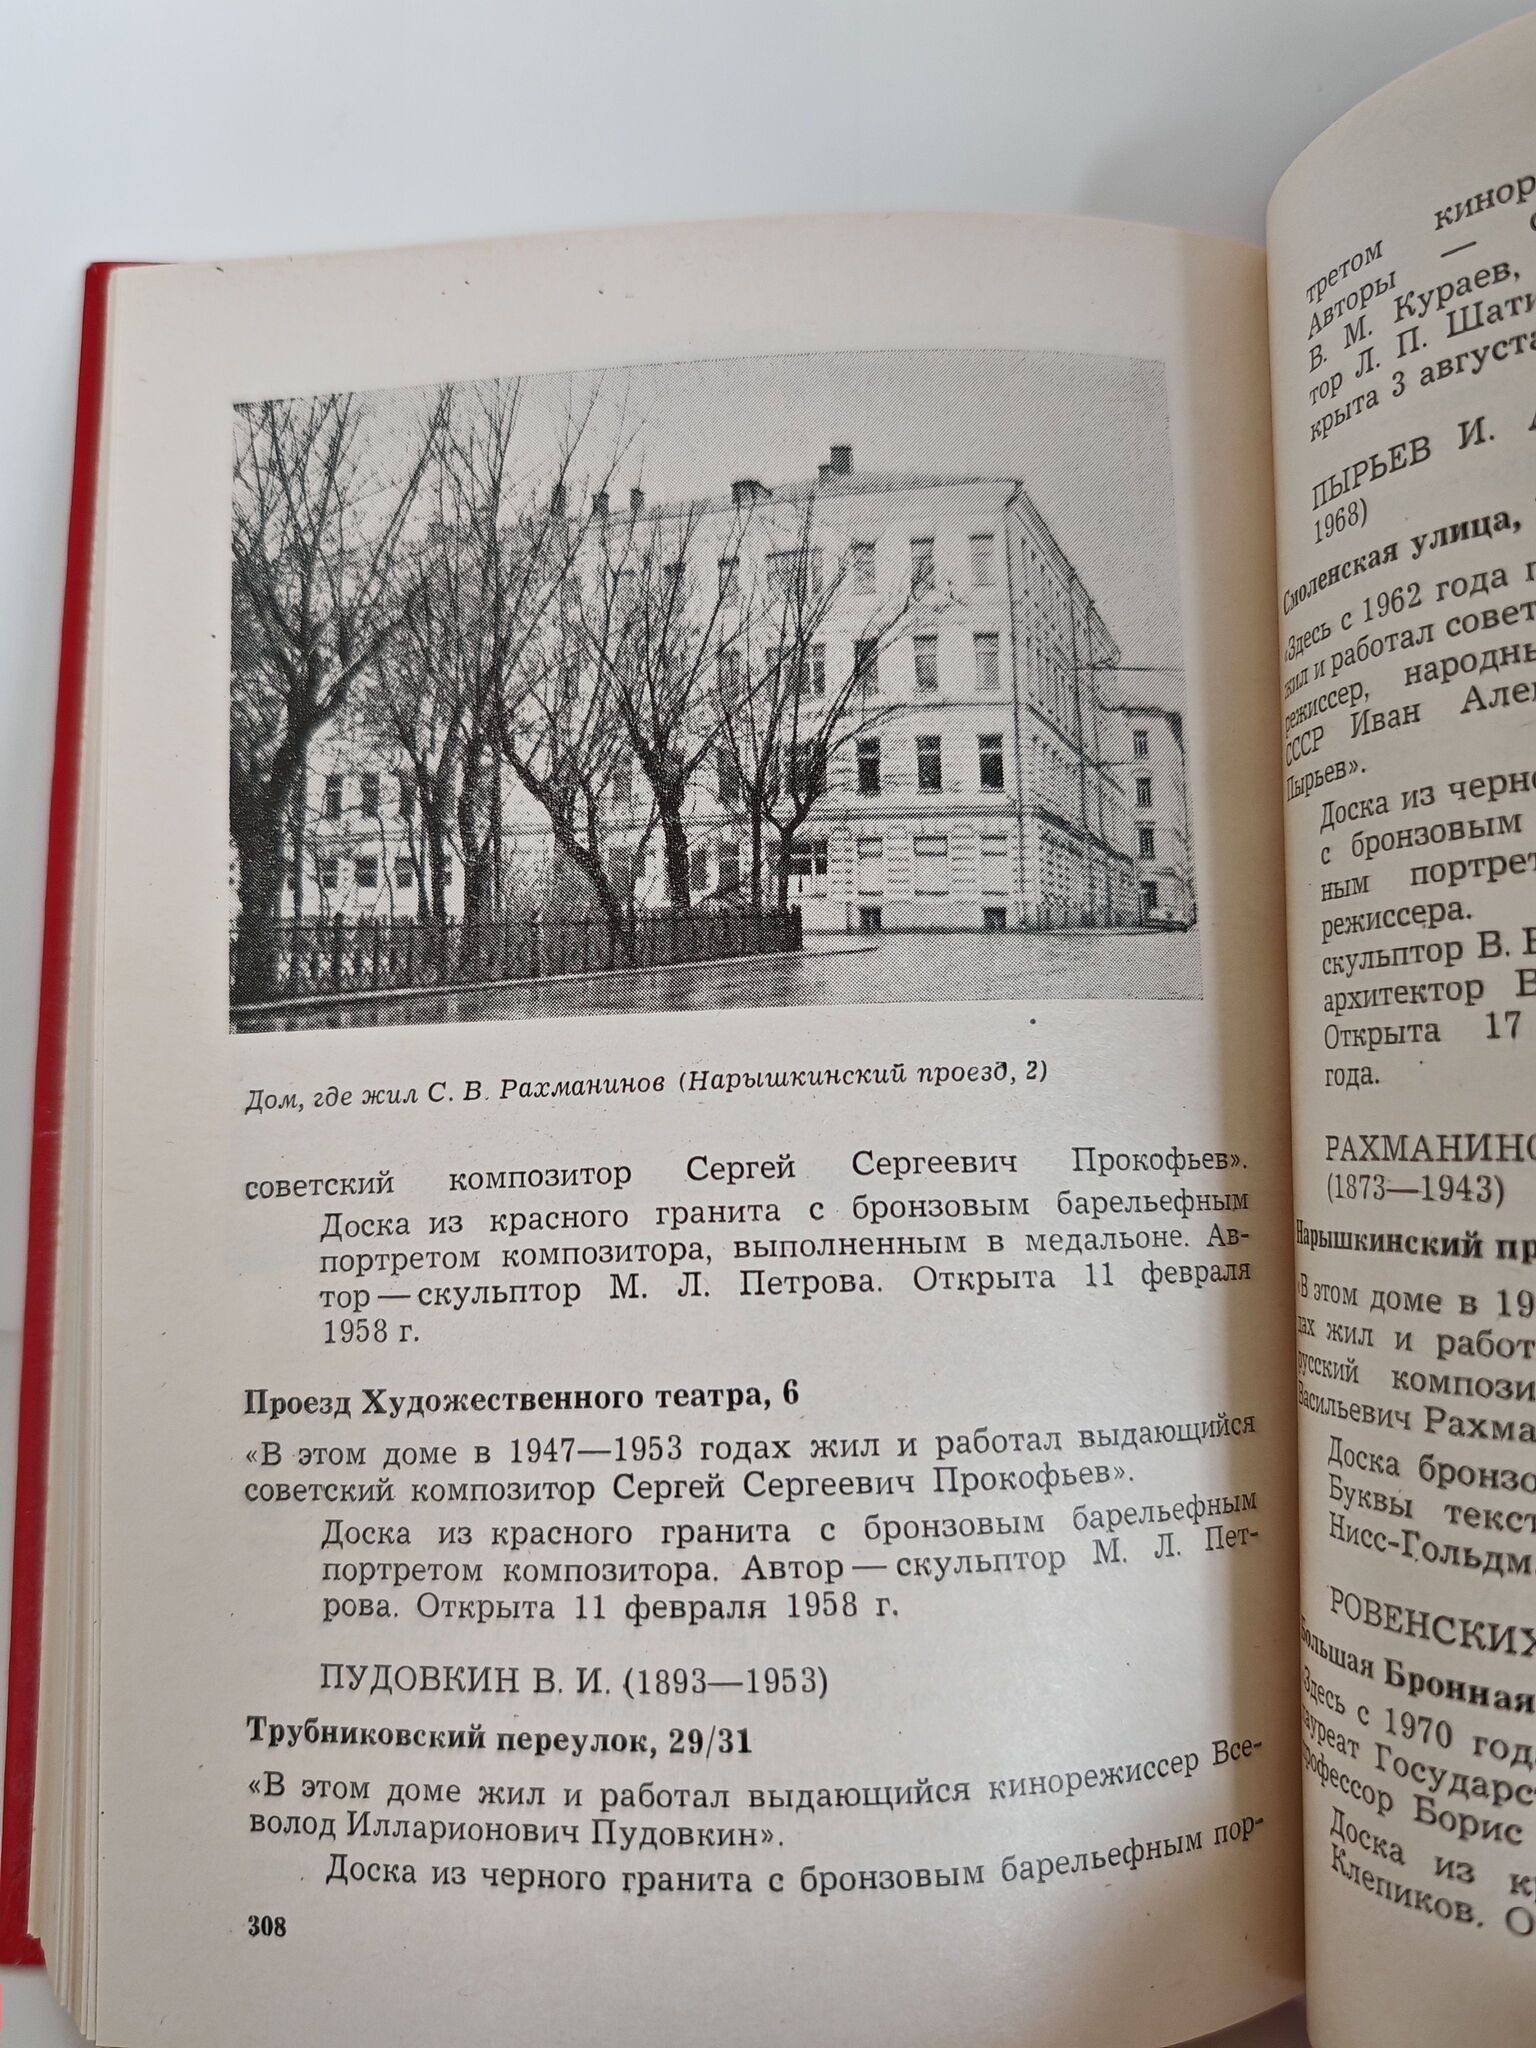 Дом, где жил С. В. Рахманинов (Нарышкинский проезд, 2)
советский композитор Сергей Сергеевич Прокофьев».
Доска из красного гранита с бронзовым барельефным
портретом композитора, выполненным в медальоне. Ав-
тор — скульптор М. Л. Петрова. Открыта 11 февраля
1958 г.
Проезд Художественного театра, 6
«В этом доме в 1947—1953 годах жил и работал выдающийся
советский композитор Сергей Сергеевич Прокофьев».
Доска из красного гранита с бронзовым барельефным
портретом композитора. Автор — скульптор М. Л. Пет-
рова. Открыта 11 февраля 1958 г.
ПУДОВКИН В. И. (1893—1953)
Трубниковский переулок, 29/31
«В этом доме жил и работал выдающийся кинорежиссер Все-
волод Илларионович Пудовкин».
Доска из черного гранита с бронзовым барельефным пор-
308
третом
Авторы —
В. М. Кураев,
тор Л. П.
крыта 3 августа
ПЫРЬЕВ И.
1968)
Смоленская улица,
«Здесь с 1962 года
жил и работал
режиссер,
СССР Иван
Пырьев».
Доска из
с бронзовым
ным
режиссера.
скульптор В.
архитектор
Открыта 17
года.
(1873—1943)
Нарышкинский
«В этом доме в
дах жил и
русский
Васильевич
Доска
Буквы
Большая Бронная
«Здесь с 1970
лауреат
профессор Борис
Доска из
Клепиков.